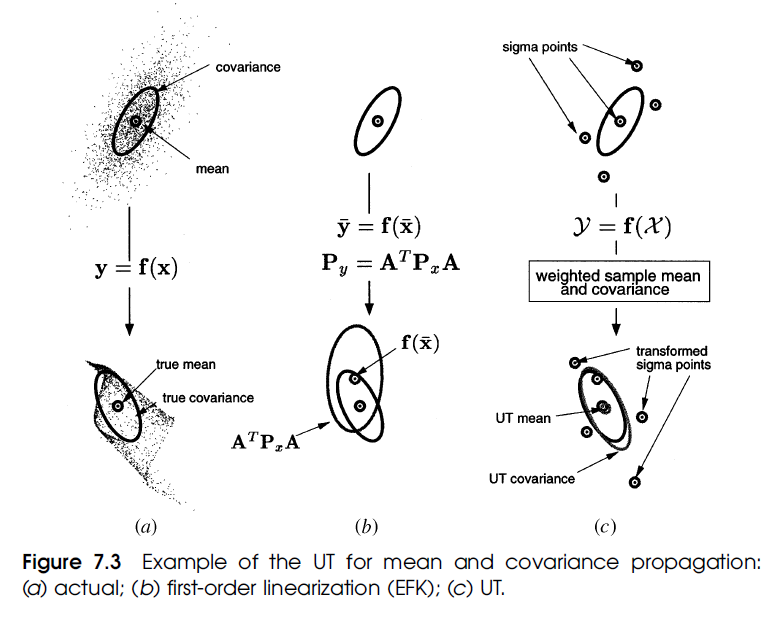 covariance
mean
y = f(x)
true mean
true covariance
(a)
ȳ = f(x̄)
P_y = A^T P_x A
f(x̄)
A^T P_x A
(b)
sigma points
𝒴 = f(𝒳)
weighted sample mean
and covariance
transformed
sigma points
UT mean
UT covariance
(c)
Figure 7.3 Example of the UT for mean and covariance propagation:
(a) actual; (b) first-order linearization (EFK); (c) UT.